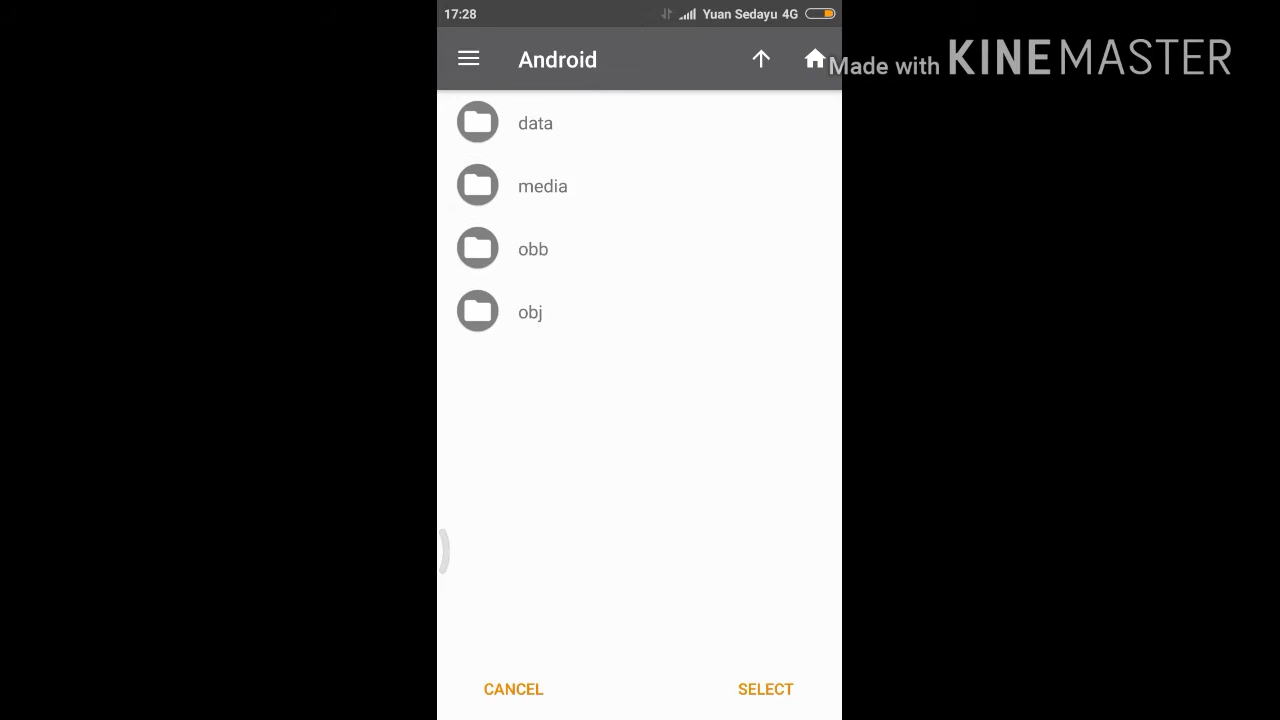 17:28
Yuan Sedayu 4G
Android
Made with KINEMASTER
data
media
obb
obj
CANCEL
SELECT